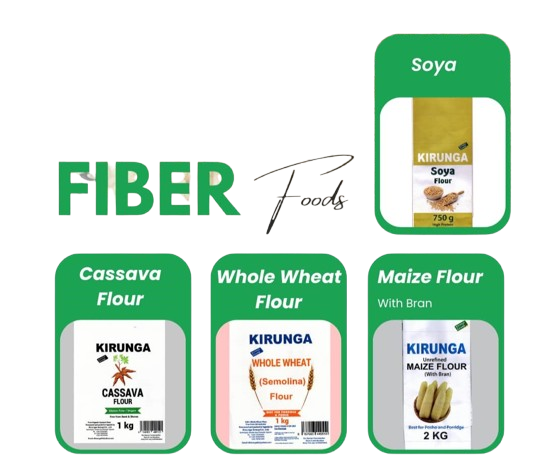 Soya
KIRUNGA
Soya
Flour
750 g
FIBER Foods
Cassava
Flour
KIRUNGA
CASSAVA
FLOUR
1 kg
Whole Wheat
Flour
KIRUNGA
WHOLE WHEAT
(Semolina)
Flour
1 kg
Maize Flour
With Bran
KIRUNGA
Unrefined
MAIZE FLOUR
(With Bran)
Best for Posho and Porridge
2 KG